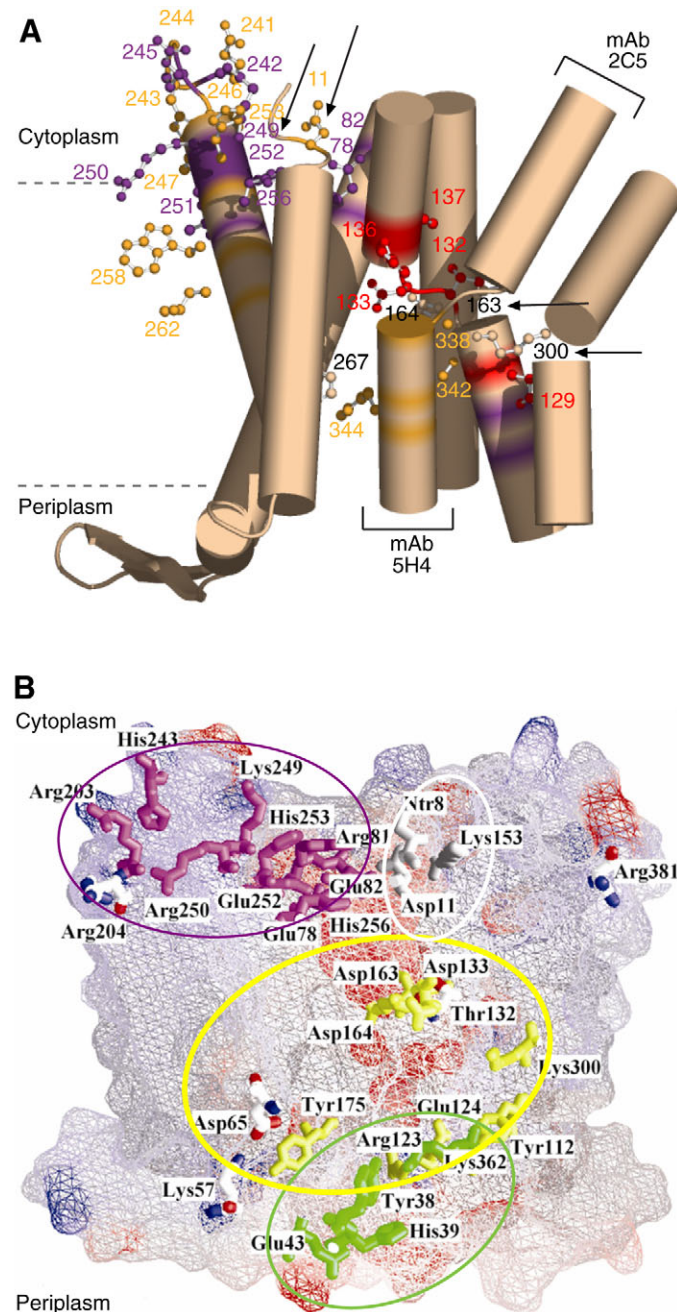 A
244
241
245
242
mAb
2C5
11
243
246
253
82
Cytoplasm
249
78
252
250
247
256
137
251
136
132
258
133
163
164
262
338
300
267
342
129
344
Periplasm
mAb
5H4
B
Cytoplasm
His243
Lys249
Arg203
Ntr8
His253
Arg81
Lys153
Arg381
Glu82
Arg250
Glu252
Asp11
Arg204
Glu78
His256
Asp163
Asp133
Asp164
Thr132
Lys300
Asp65
Tyr175
Glu124
Arg123
Tyr112
Lys362
Lys57
Tyr38
His39
Glu43
Periplasm